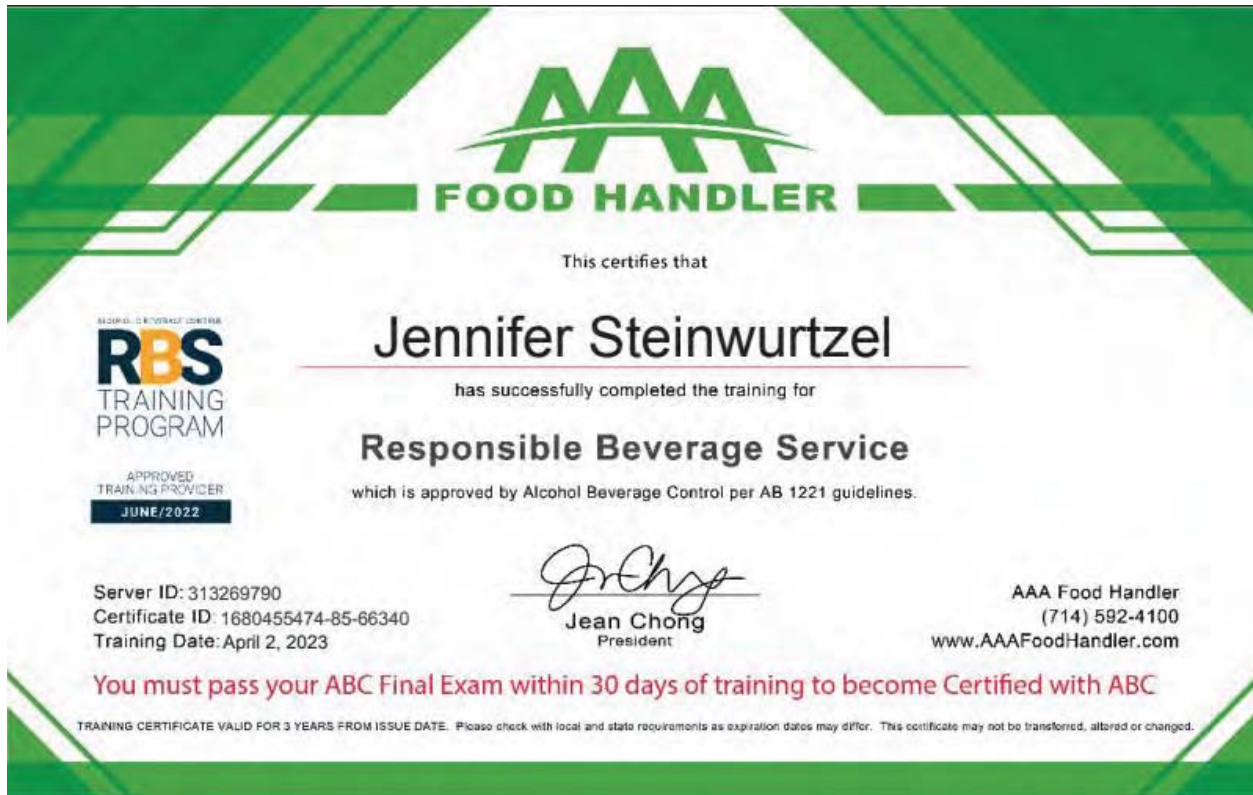 AAA
FOOD HANDLER
This certifies that
Jennifer Steinwurtzel
has successfully completed the training for
Responsible Beverage Service
which is approved by Alcohol Beverage Control per AB 1221 guidelines.
ALCOHOL BEVERAGE CONTROL
RBS
TRAINING
PROGRAM
APPROVED
TRAINING PROVIDER
JUNE/2022
Server ID: 313269790
Certificate ID: 1680455474-85-66340
Training Date: April 2, 2023
Jean Chong
President
AAA Food Handler
(714) 592-4100
www.AAAFoodHandler.com
You must pass your ABC Final Exam within 30 days of training to become Certified with ABC
TRAINING CERTIFICATE VALID FOR 3 YEARS FROM ISSUE DATE. Please check with local and state requirements as expiration dates may differ. This certificate may not be transferred, altered or changed.